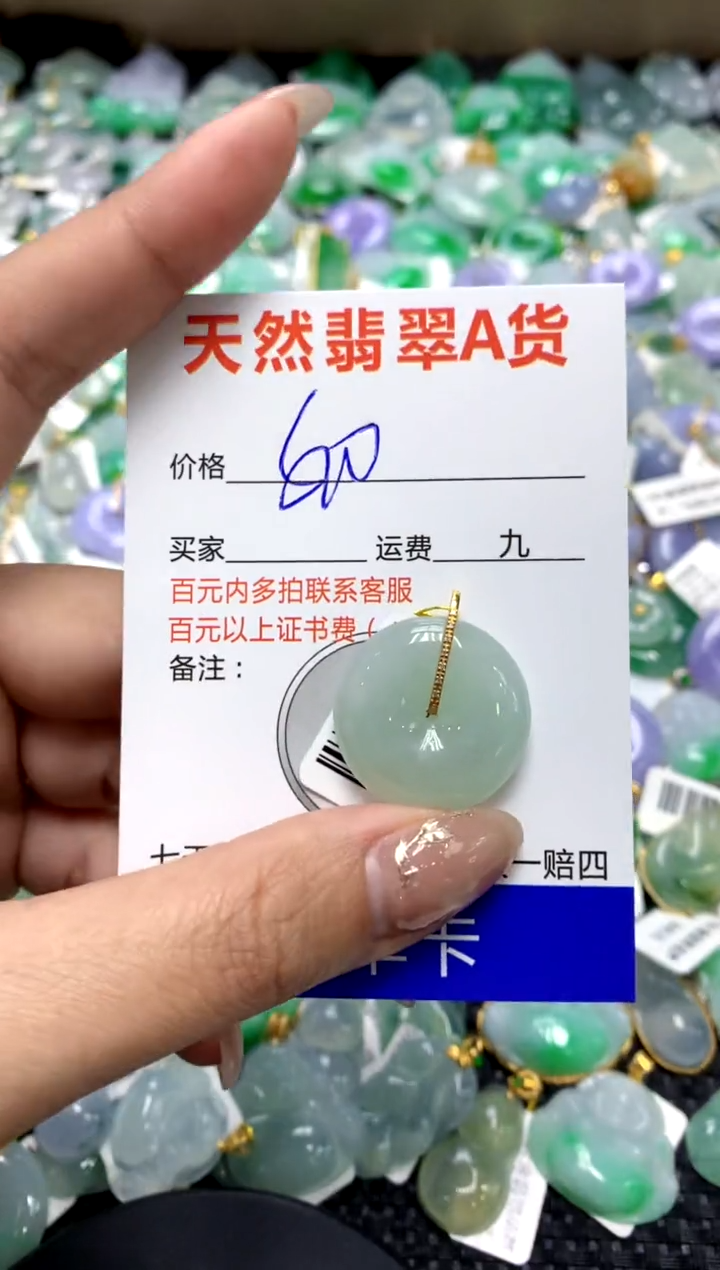 天然翡翠A货
价格
买家 运费 九
百元内多拍联系客服
百元以上证书费（
备注：
一赔四
卡